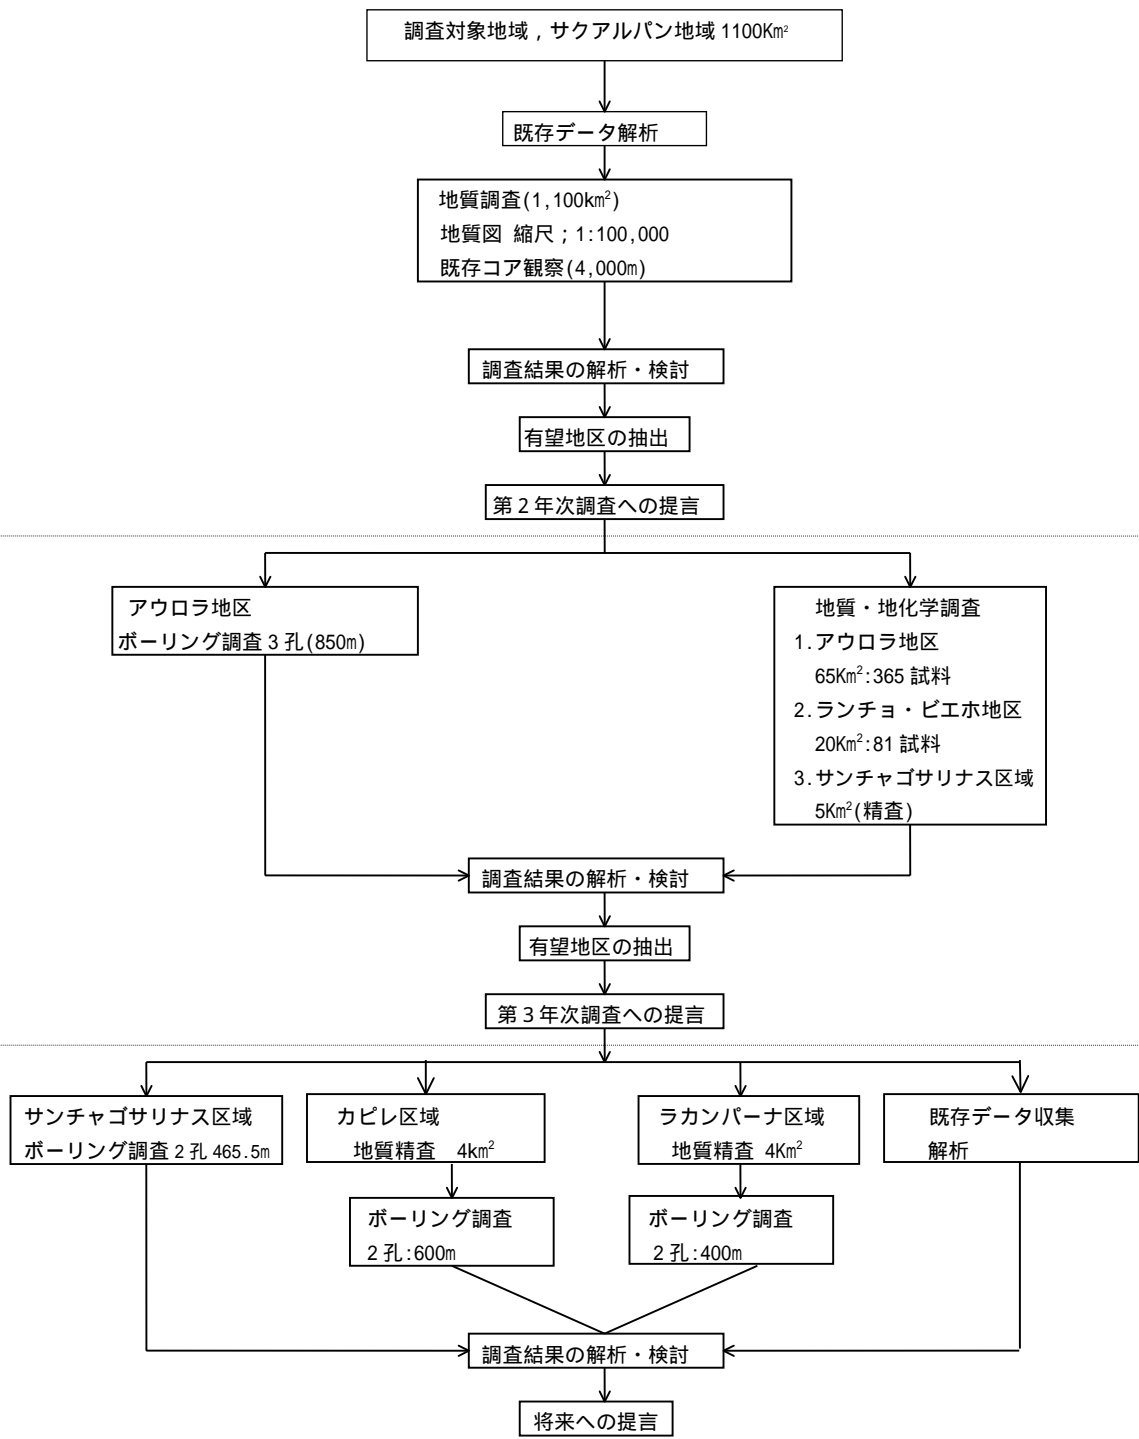 調査対象地域，サクアルパン地域 1100Km²
既存データ解析
地質調査(1,100km²)
地質図 縮尺；1:100,000
既存コア観察(4,000m)
調査結果の解析・検討
有望地区の抽出
第２年次調査への提言
アウロラ地区
ボーリング調査３孔(850m)
地質・地化学調査
1.アウロラ地区
65Km²:365 試料
2.ランチョ・ビエホ地区
20Km²:81 試料
3.サンチャゴサリナス区域
5Km²(精査)
調査結果の解析・検討
有望地区の抽出
第３年次調査への提言
サンチャゴサリナス区域
ボーリング調査２孔 465.5m
カピレ区域
地質精査 4km²
ラカンパーナ区域
地質精査 4Km²
既存データ収集
解析
ボーリング調査
２孔:600m
ボーリング調査
２孔:400m
調査結果の解析・検討
将来への提言